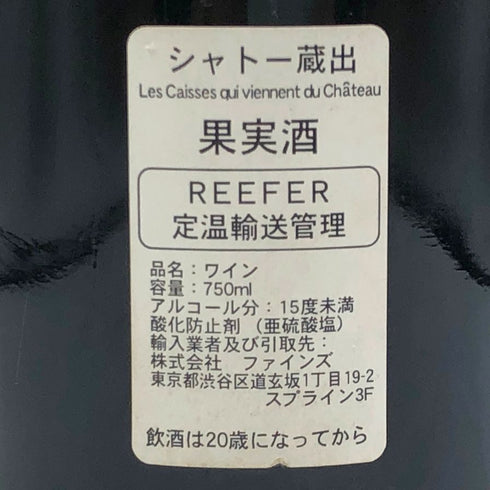 シャトー蔵出
Les Caisses qui viennent du Château
果実酒
REEFER
定温輸送管理
品名：ワイン
容量：750ml
アルコール分：15度未満
酸化防止剤（亜硫酸塩）
輸入業者及び引取先：
株式会社　ファインズ
東京都渋谷区道玄坂1丁目19-2
スプライン3F
飲酒は20歳になってから